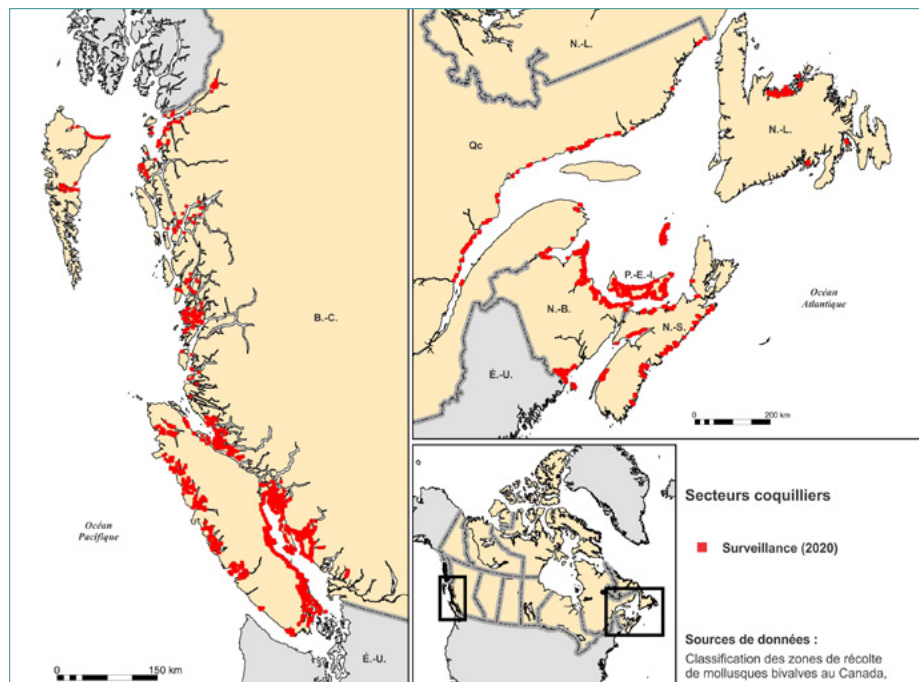 B.-C.
Océan
Pacifique
É.-U.
0 150 km
N.-L.
Qc
N.-L.
P.-E.-I.
N.-B.
N.-S.
É.-U.
Océan
Atlantique
0 200 km
Secteurs coquilliers
Surveillance (2020)
Sources de données :
Classification des zones de récolte
de mollusques bivalves au Canada,